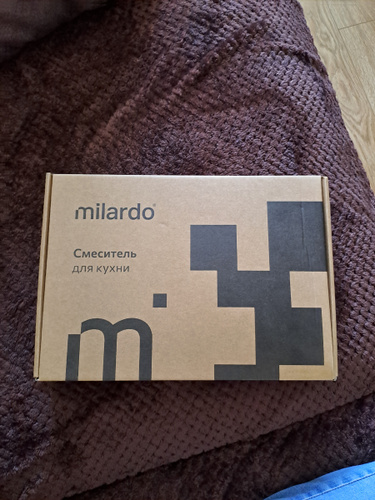 milardo®
Смеситель
для кухни
m